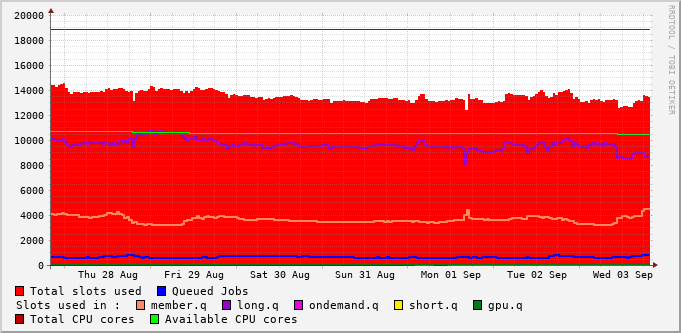 20000
18000
16000
14000
12000
10000
8000
6000
4000
2000
0
Thu 28 Aug Fri 29 Aug Sat 30 Aug Sun 31 Aug Mon 01 Sep Tue 02 Sep Wed 03 Sep
RRDTOOL / TOBI OETIKER
Total slots used Queued Jobs
Slots used in : member.q long.q ondemand.q short.q gpu.q
Total CPU cores Available CPU cores